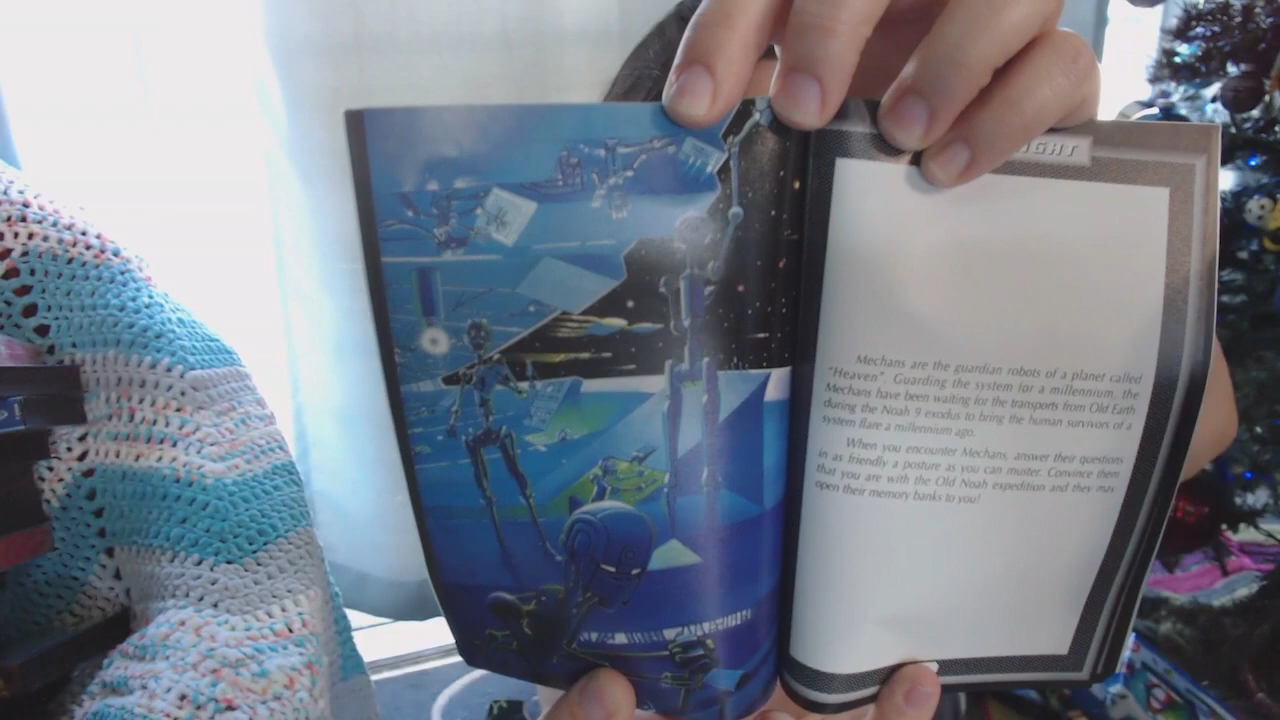 IGHT
Mechans are the guardian robots of a planet called
"Heaven". Guarding the system for a millennium, the
Mechans have been waiting for the transports from Old Earth
during the Noah 9 exodus to bring the human survivors of a
system flare a millennium ago.
When you encounter Mechans, answer their questions
in as friendly a posture as you can muster. Convince them
that you are with the Old Noah expedition and they may
open their memory banks to you!